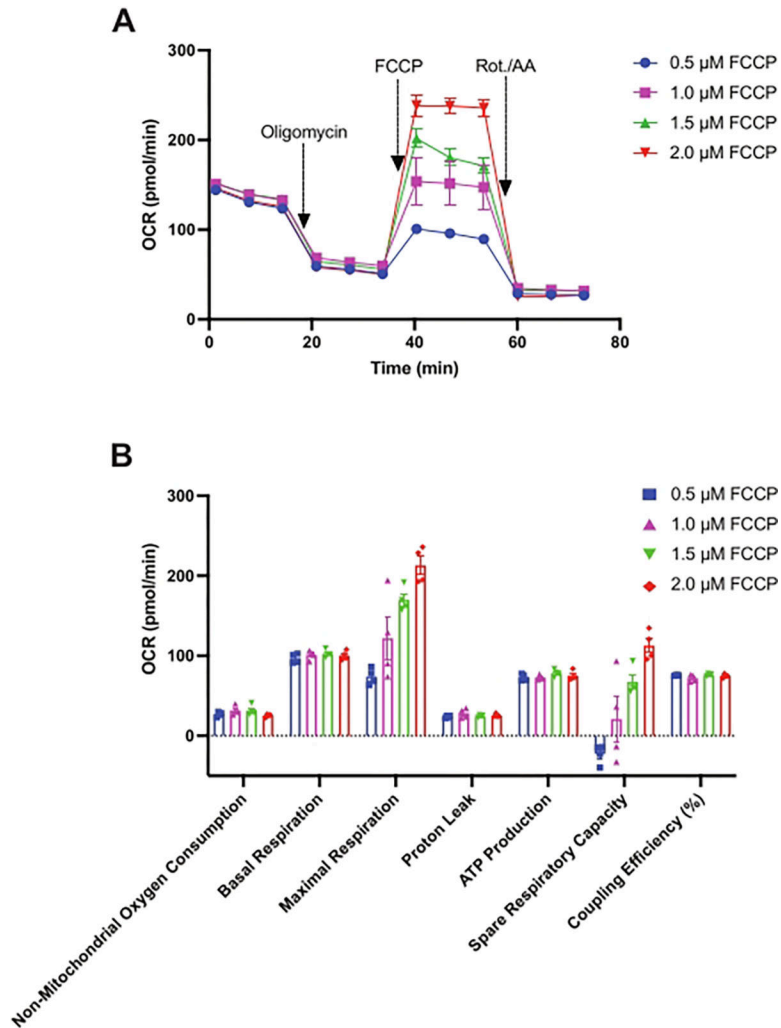 A
OCR (pmol/min)
300
200
100
0
0
20
40
60
80
Time (min)
Oligomycin
FCCP
Rot./AA
0.5 µM FCCP
1.0 µM FCCP
1.5 µM FCCP
2.0 µM FCCP
B
OCR (pmol/min)
300
200
100
0
0.5 µM FCCP
1.0 µM FCCP
1.5 µM FCCP
2.0 µM FCCP
Non-Mitochondrial Oxygen Consumption
Basal Respiration
Maximal Respiration
Proton Leak
ATP Production
Spare Respiratory Capacity
Coupling Efficiency (%)